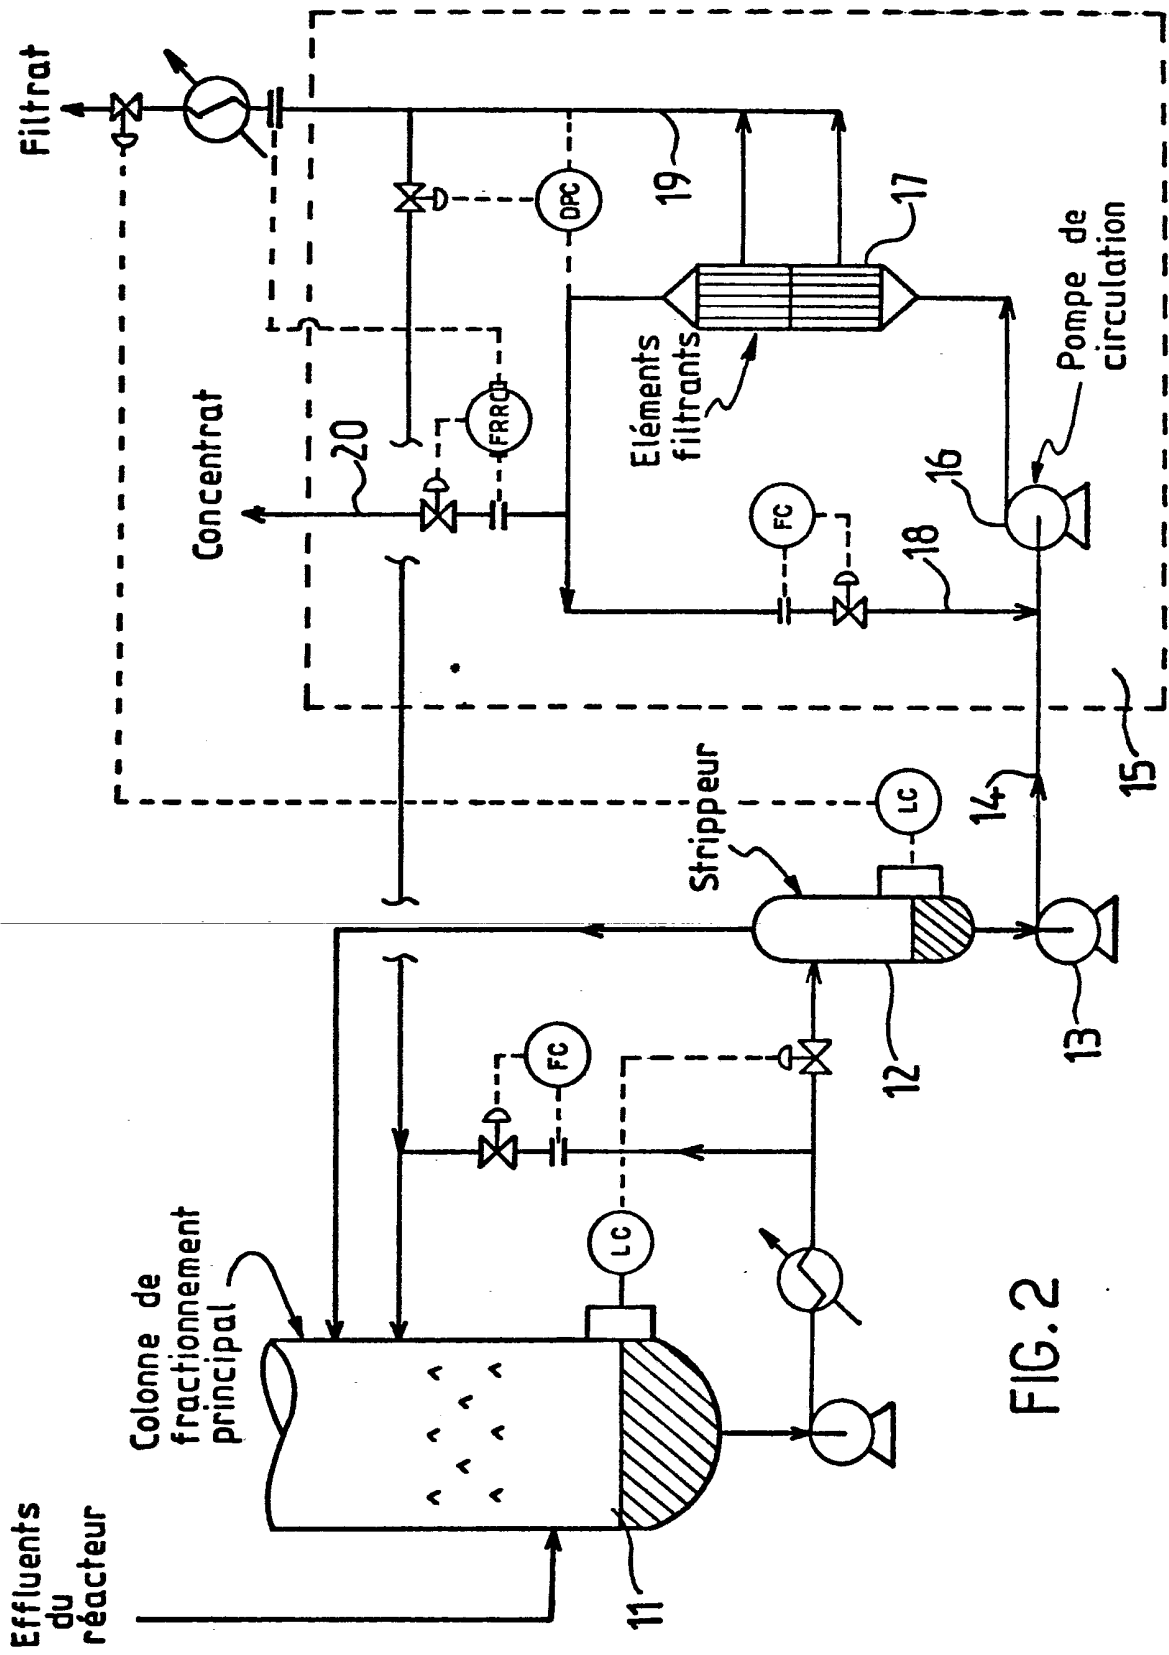 Effluents
du
réacteur
Colonne de
fractionnement
principal
11
LC
FC
12
13
Strippeur
LC
14
15
Concentrat
20
FRRC
FC
18
16
Pompe de
circulation
Eléments
filtrants
17
19
DPC
Filtrat
FIG.2